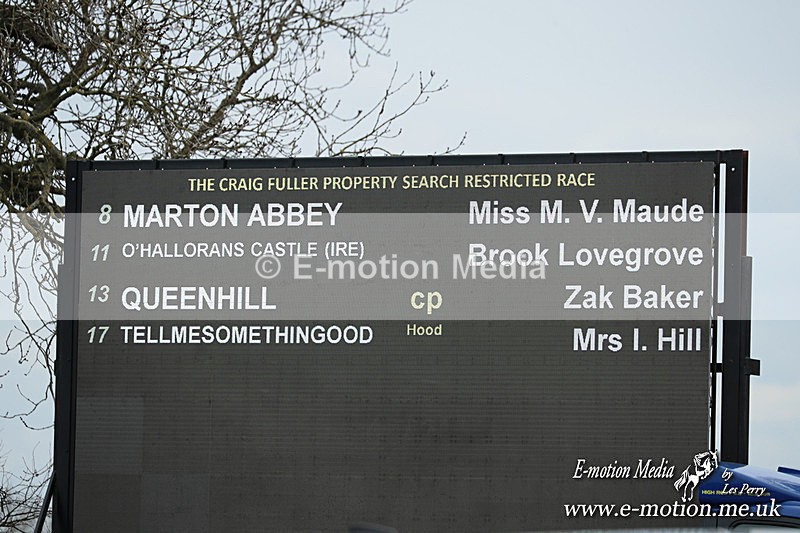 THE CRAIG FULLER PROPERTY SEARCH RESTRICTED RACE
8 MARTON ABBEY Miss M. V. Maude
11 O'HALLORANS CASTLE (IRE) Brook Lovegrove
© E-motion Media
13 QUEENHILL cp Zak Baker
17 TELLMESOMETHINGOOD Hood Mrs I. Hill
E-motion Media by Les Perry
HIGH
www.e-motion.me.uk